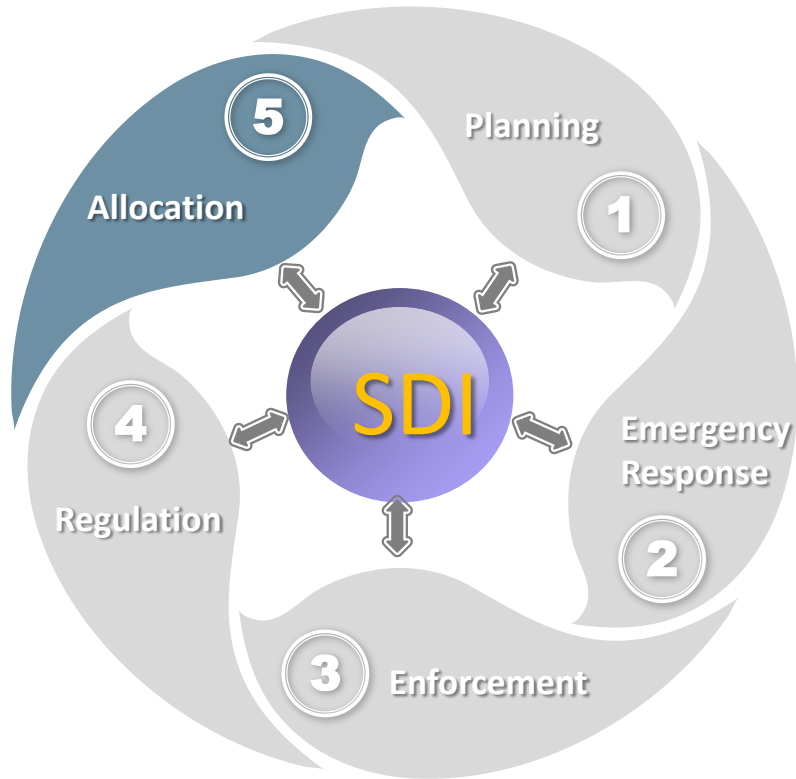 Planning
1
Emergency
Response
2
3
Enforcement
4
Regulation
5
Allocation
SDI